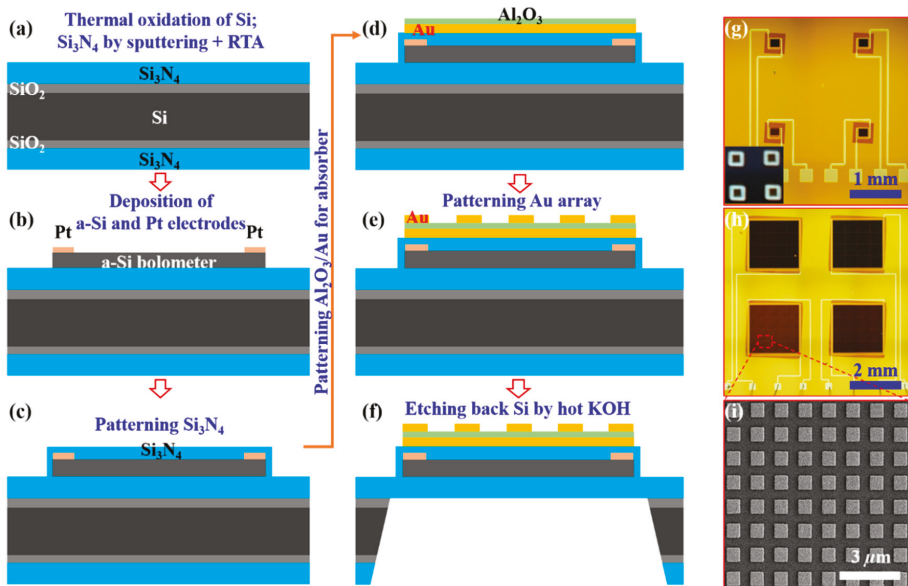 (a)
Thermal oxidation of Si;
Si₃N₄ by sputtering + RTA
Si₃N₄
SiO₂
Si
SiO₂
Si₃N₄
(b)
Deposition of
a-Si and Pt electrodes
Pt
Pt
a-Si bolometer
(c)
Patterning Si₃N₄
Si₃N₄
Patterning Al₂O₃/Au for absorber
(d)
Al₂O₃
Au
(e)
Patterning Au array
Au
(f)
Etching back Si by hot KOH
(g)
1 mm
(h)
2 mm
(i)
3 μm